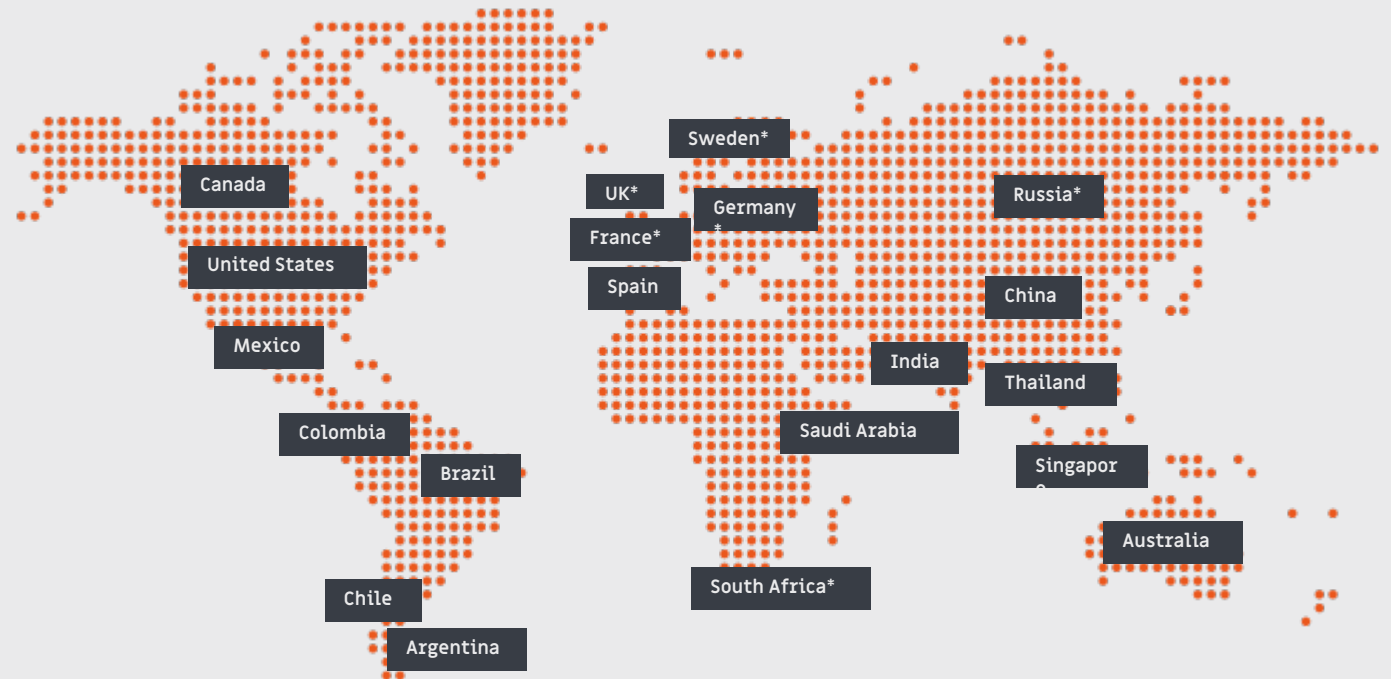 Sweden*
Canada
UK*
Germany
*
Russia*
France*
United States
Spain
China
Mexico
India
Thailand
Colombia
Saudi Arabia
Brazil
Singapor
Australia
South Africa*
Chile
Argentina